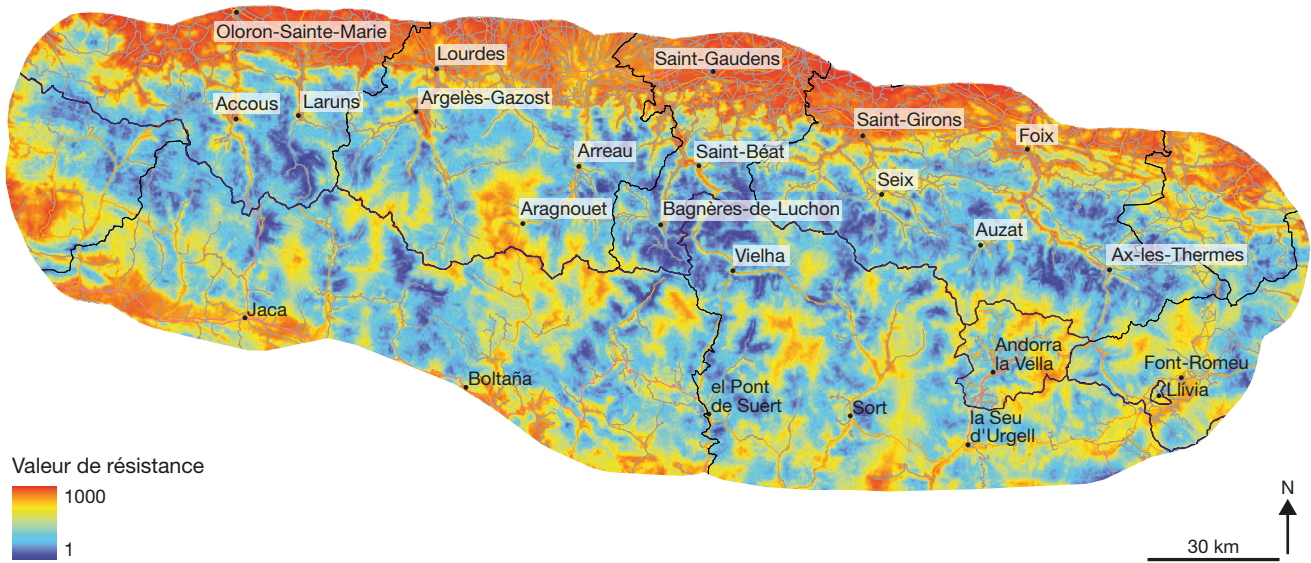 Oloron-Sainte-Marie
Lourdes
Saint-Gaudens
Accous
Laruns
Argelès-Gazost
Saint-Girons
Foix
Arreau
Saint-Béat
Seix
Aragnouet
Bagnères-de-Luchon
Auzat
Vielha
Ax-les-Thermes
Jaca
Andorra
la Vella
Font-Romeu
Boltaña
el Pont
de Suert
Sort
Llívia
la Seu
d'Urgell
Valeur de résistance
1000
1
N
30 km